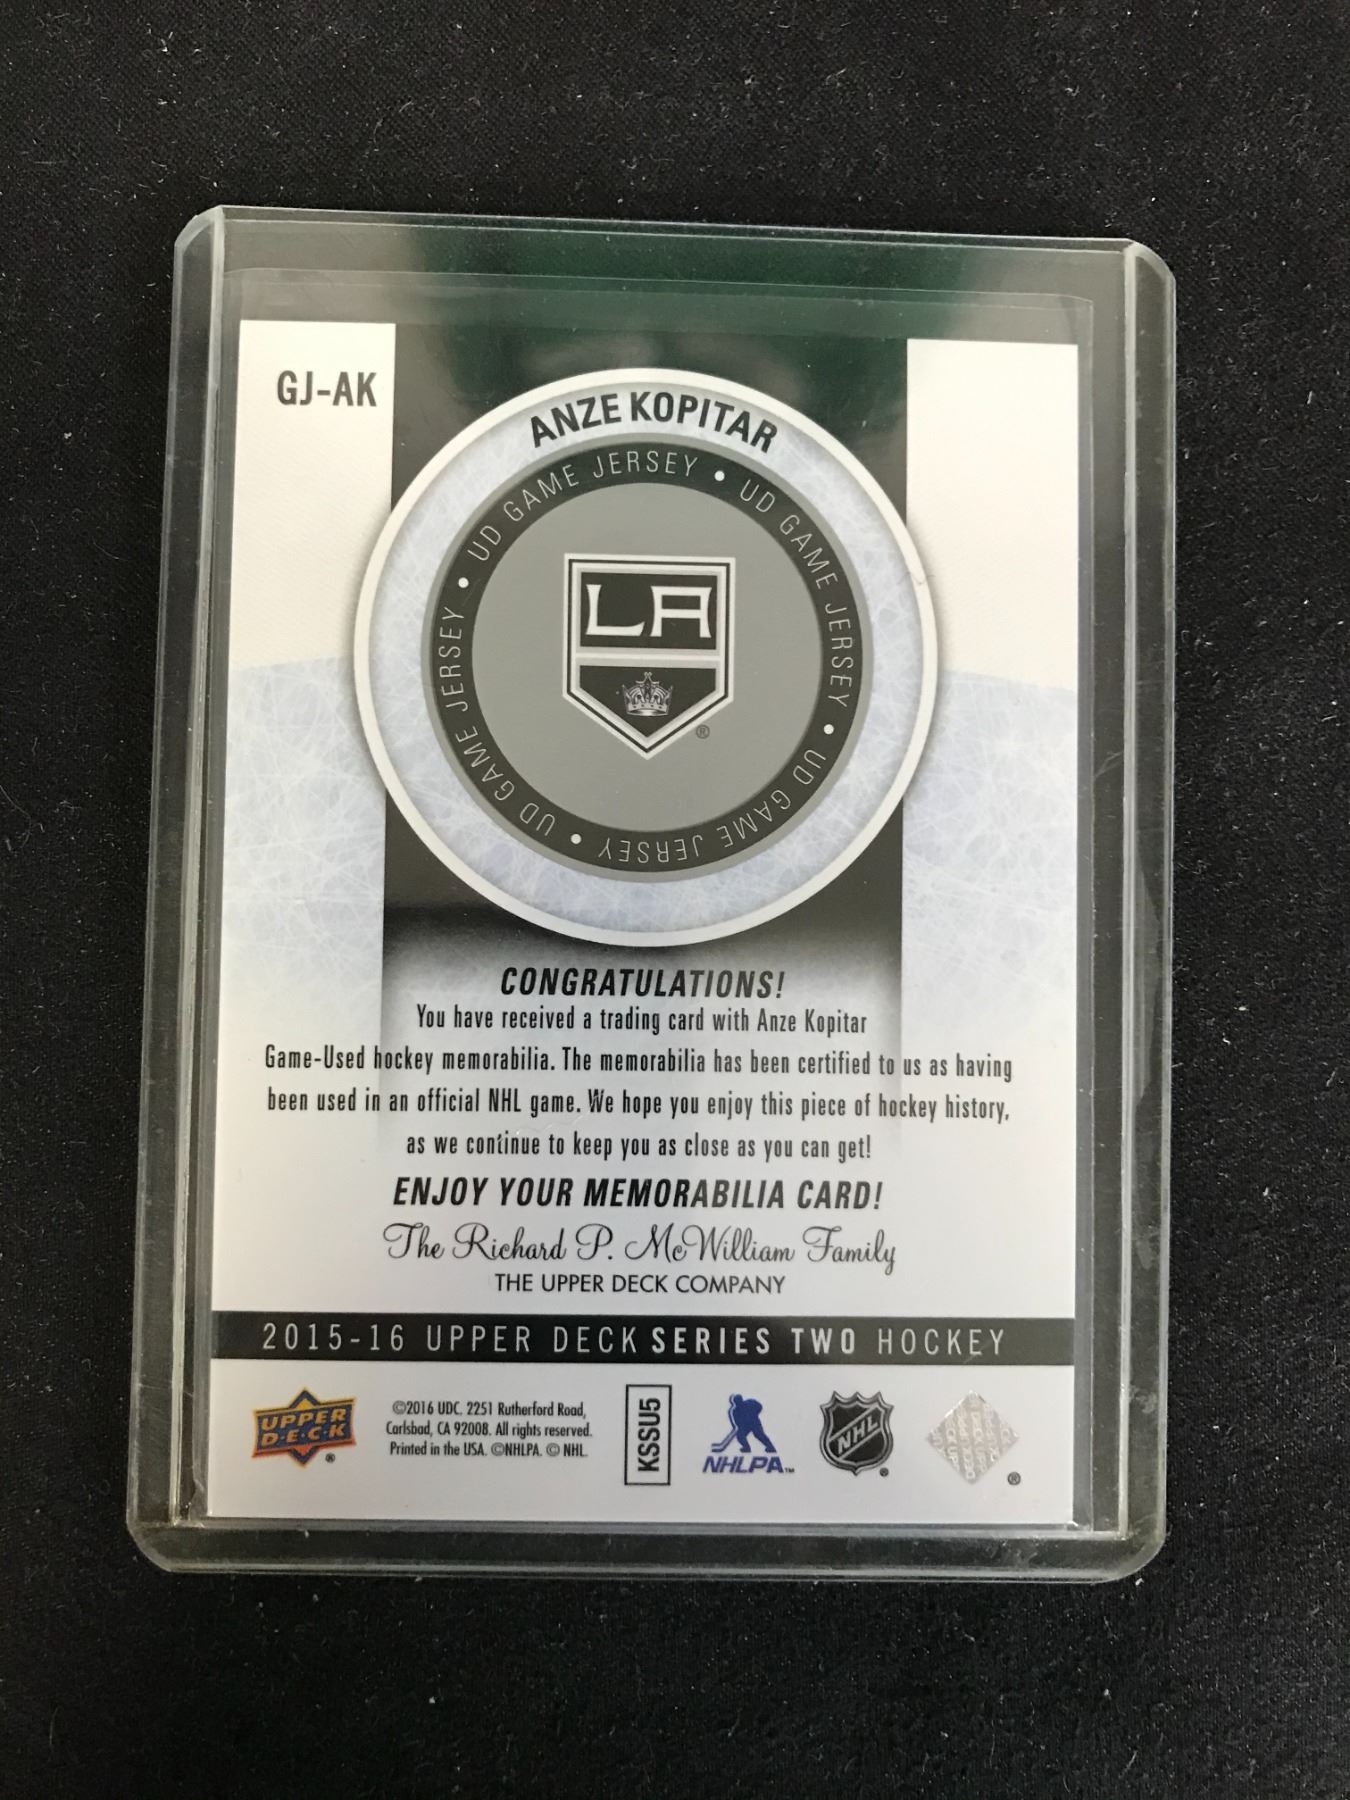 GJ-AK
ANZE KOPITAR
UD GAME JERSEY • UD GAME JERSEY • UD GAME JERSEY • UD GAME JERSEY •
LA
®
CONGRATULATIONS!
You have received a trading card with Anze Kopitar
Game-Used hockey memorabilia. The memorabilia has been certified to us as having
been used in an official NHL game. We hope you enjoy this piece of hockey history,
as we continue to keep you as close as you can get!
ENJOY YOUR MEMORABILIA CARD!
The Richard P. McWilliam Family
THE UPPER DECK COMPANY
2015-16 UPPER DECK SERIES TWO HOCKEY
UPPER
D·E·C·K
®
©2016 UDC. 2251 Rutherford Road,
Carlsbad, CA 92008. All rights reserved.
Printed in the USA. ©NHLPA. © NHL.
KSSU5
NHLPA™
NHL
®
®